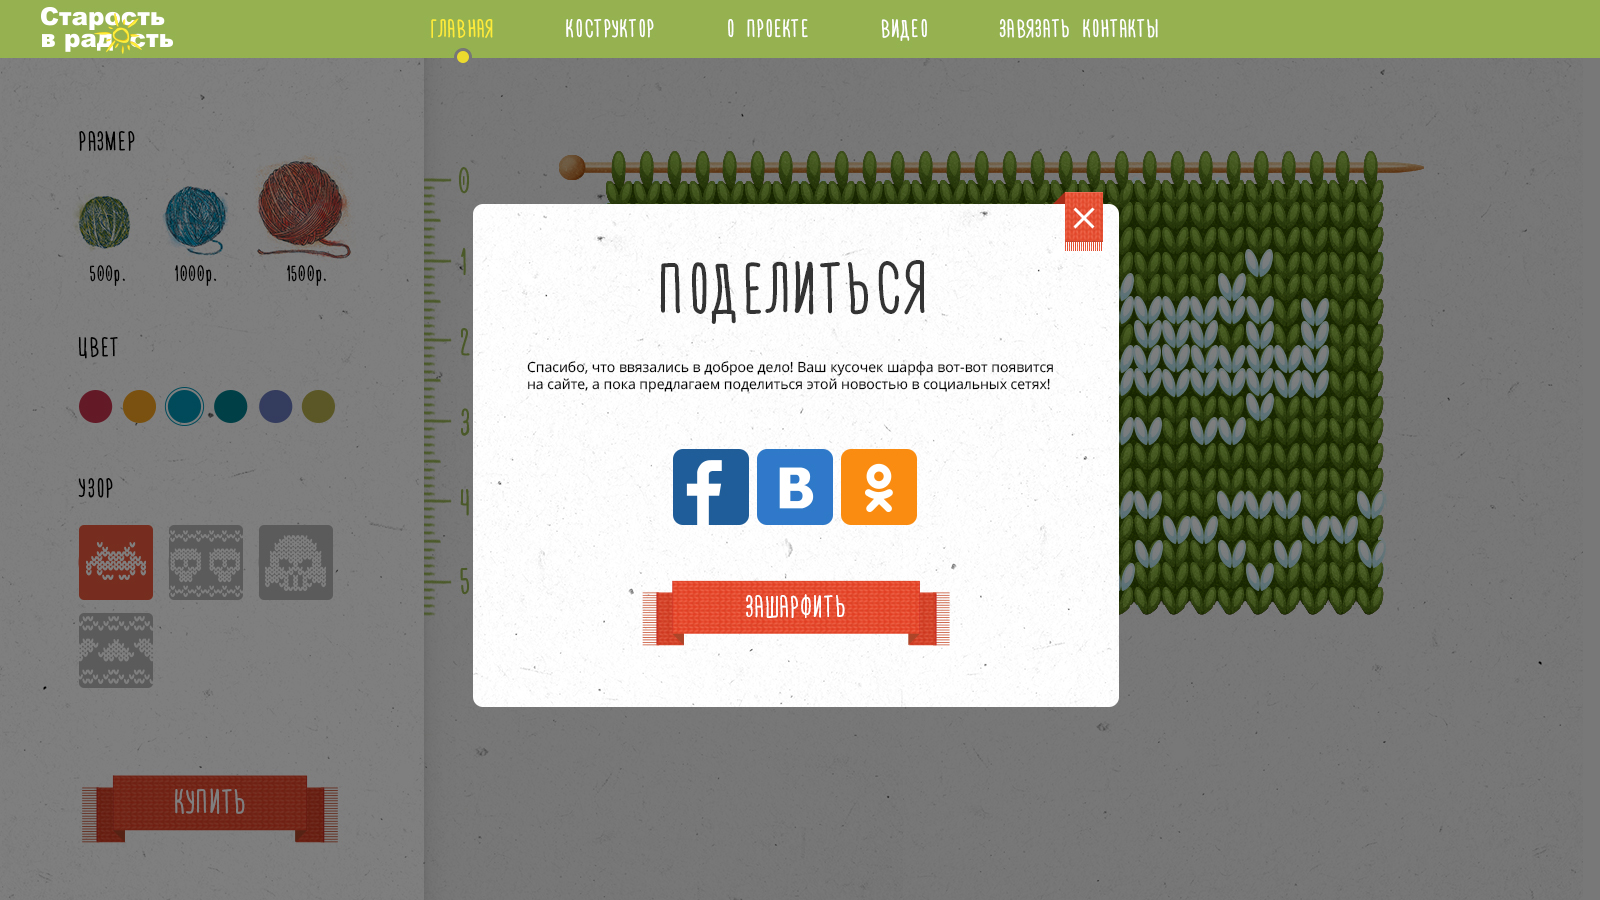 Старость
в радость
ГЛАВНАЯ КОСТРУКТОР О ПРОЕКТЕ ВИДЕО ЗАВЯЗАТЬ КОНТАКТЫ
РАЗМЕР
500р. 1000р. 1500р.
ЦВЕТ
УЗОР
КУПИТЬ
0
1
2
3
4
5
ПОДЕЛИТЬСЯ
Спасибо, что ввязались в доброе дело! Ваш кусочек шарфа вот-вот появится
на сайте, а пока предлагаем поделиться этой новостью в социальных сетях!
f В
ЗАШАРФИТЬ